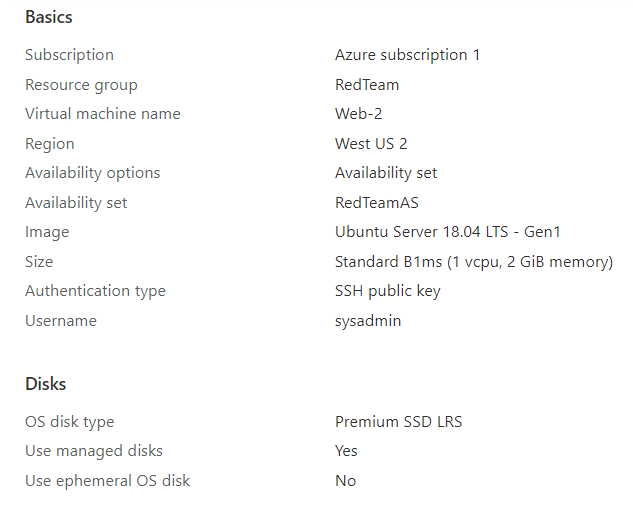 Basics
Subscription Azure subscription 1
Resource group RedTeam
Virtual machine name Web-2
Region West US 2
Availability options Availability set
Availability set RedTeamAS
Image Ubuntu Server 18.04 LTS - Gen1
Size Standard B1ms (1 vcpu, 2 GiB memory)
Authentication type SSH public key
Username sysadmin
Disks
OS disk type Premium SSD LRS
Use managed disks Yes
Use ephemeral OS disk No